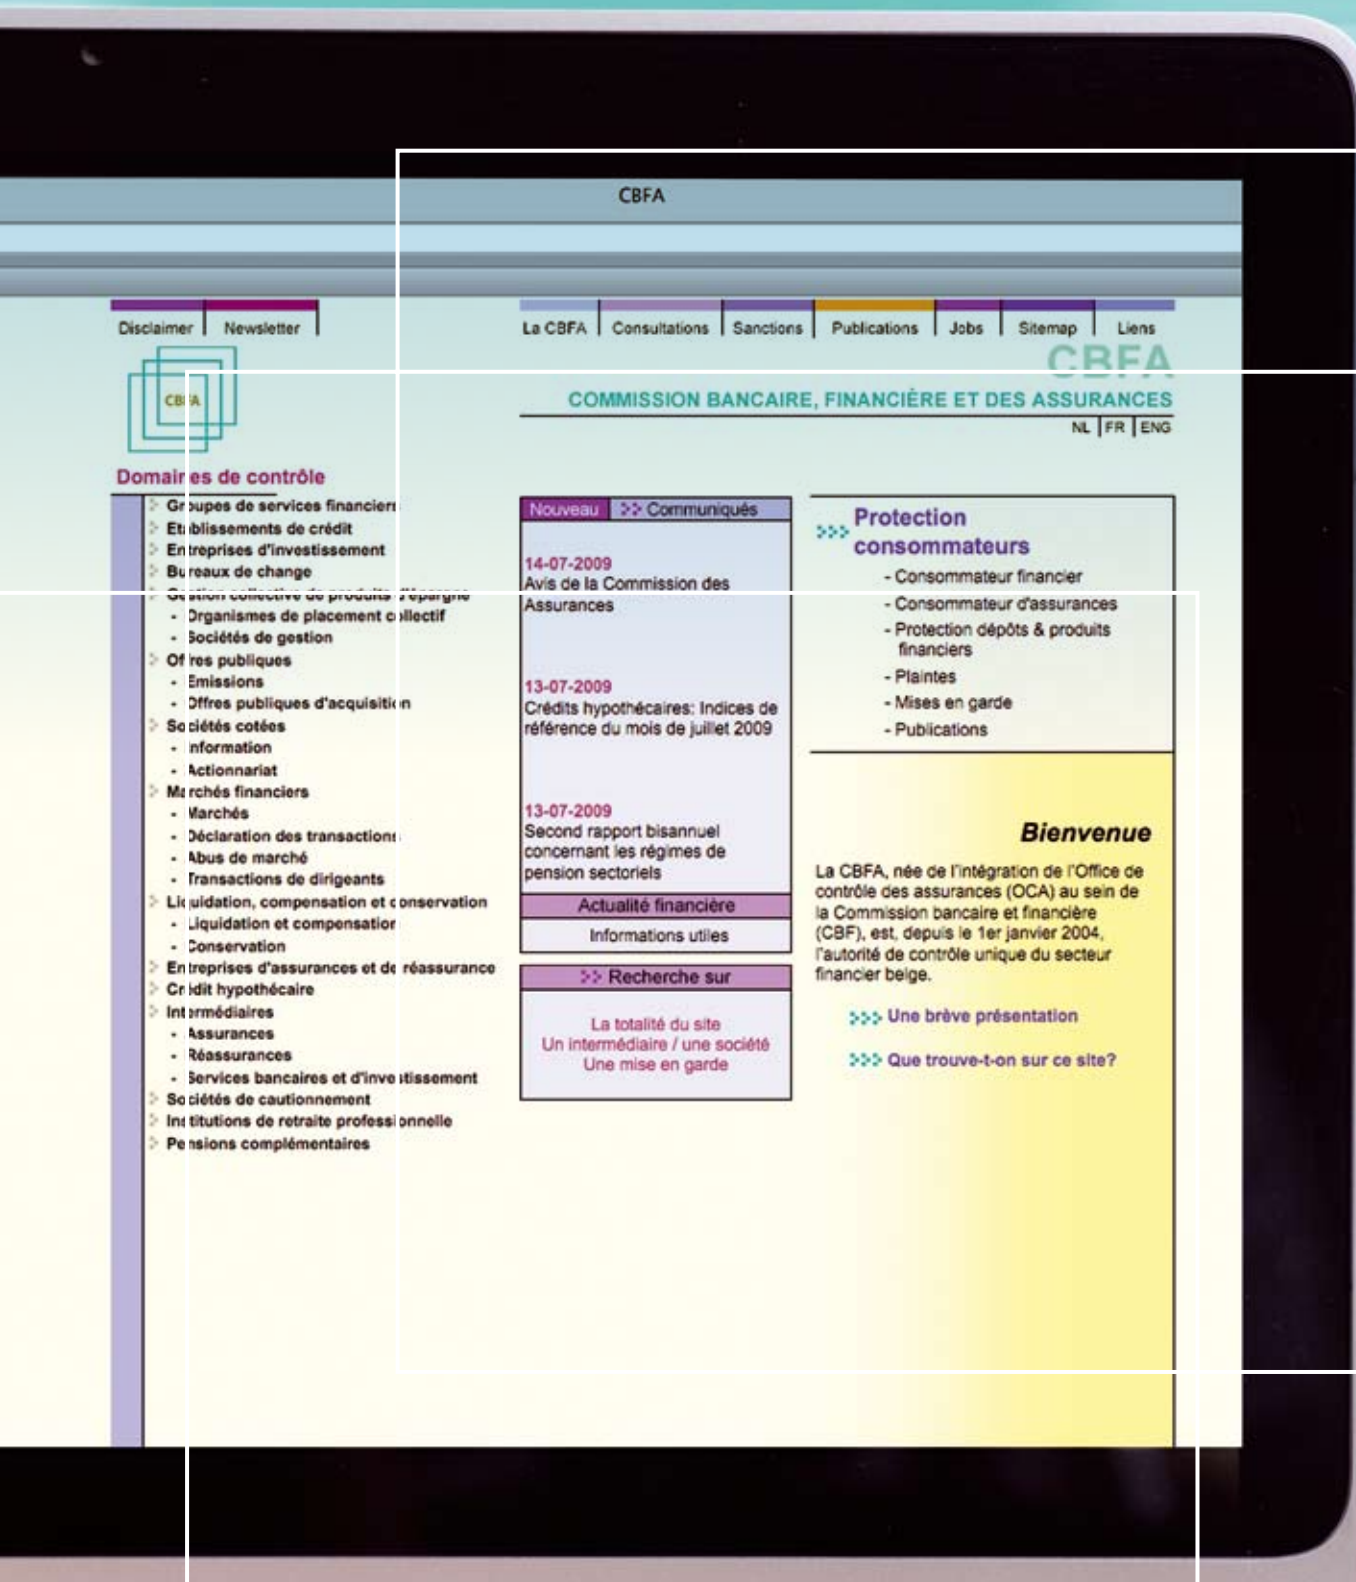 CBFA
Disclaimer
Newsletter
La CBFA
Consultations
Sanctions
Publications
Jobs
Sitemap
Liens
CBFA
CBFA
COMMISSION BANCAIRE, FINANCIÈRE ET DES ASSURANCES
NL FR ENG
Domaines de contrôle
Groupes de services financiers
Etablissements de crédit
Entreprises d'investissement
Bureaux de change
Gestion collective de produits d'épargne
- Organismes de placement collectif
- Sociétés de gestion
Offres publiques
- Emissions
- Offres publiques d'acquisition
Sociétés cotées
- Information
- Actionnariat
Marchés financiers
- Marchés
- Déclaration des transactions
- Abus de marché
- Transactions de dirigeants
Liquidation, compensation et conservation
- Liquidation et compensation
- Conservation
Entreprises d'assurances et de réassurance
Crédit hypothécaire
Intermédiaires
- Assurances
- Réassurances
- Services bancaires et d'investissement
Sociétés de cautionnement
Institutions de retraite professionnelle
Pensions complémentaires
Nouveau >> Communiqués
14-07-2009
Avis de la Commission des
Assurances
13-07-2009
Crédits hypothécaires: Indices de
référence du mois de juillet 2009
13-07-2009
Second rapport bisannuel
concernant les régimes de
pension sectoriels
Actualité financière
Informations utiles
>> Recherche sur
La totalité du site
Un intermédiaire / une société
Une mise en garde
>>> Protection
consommateurs
- Consommateur financier
- Consommateur d'assurances
- Protection dépôts & produits
financiers
- Plaintes
- Mises en garde
- Publications
Bienvenue
La CBFA, née de l'intégration de l'Office de
contrôle des assurances (OCA) au sein de
la Commission bancaire et financière
(CBF), est, depuis le 1er janvier 2004,
l'autorité de contrôle unique du secteur
financier belge.
>>> Une brève présentation
>>> Que trouve-t-on sur ce site?